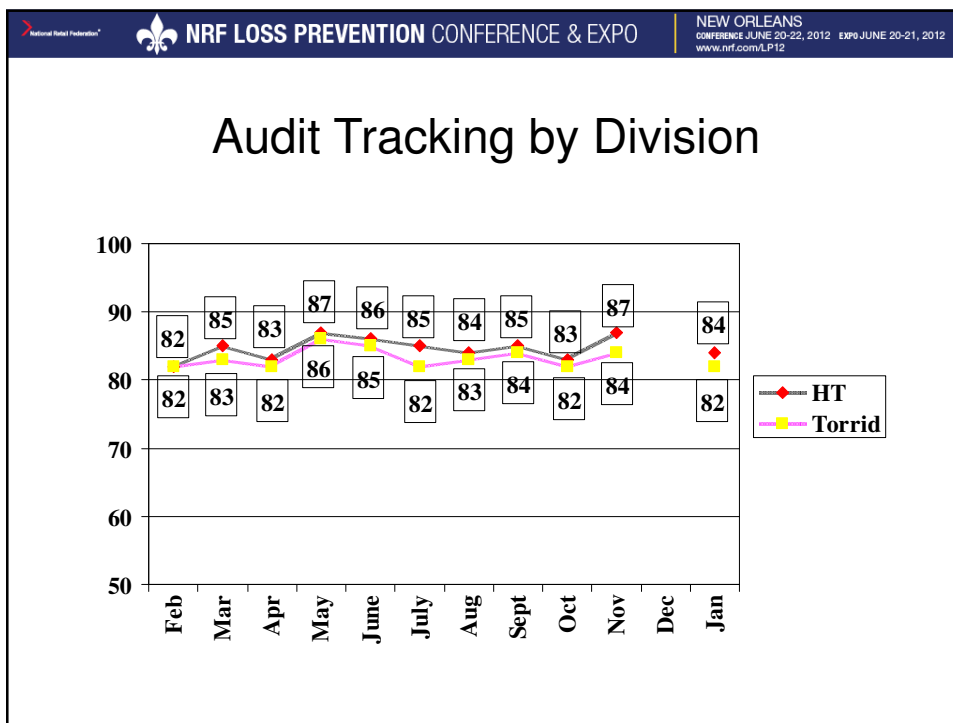 National Retail Federation®
NRF LOSS PREVENTION CONFERENCE & EXPO
NEW ORLEANS
CONFERENCE JUNE 20-22, 2012 EXPO JUNE 20-21, 2012
www.nrf.com/LP12
Audit Tracking by Division
100
90
80
70
60
50
82 85 83 87 86 85 84 85 83 87 84
82 83 82 86 85 82 83 84 82 84 82
HT
Torrid
Feb Mar Apr May June July Aug Sept Oct Nov Dec Jan